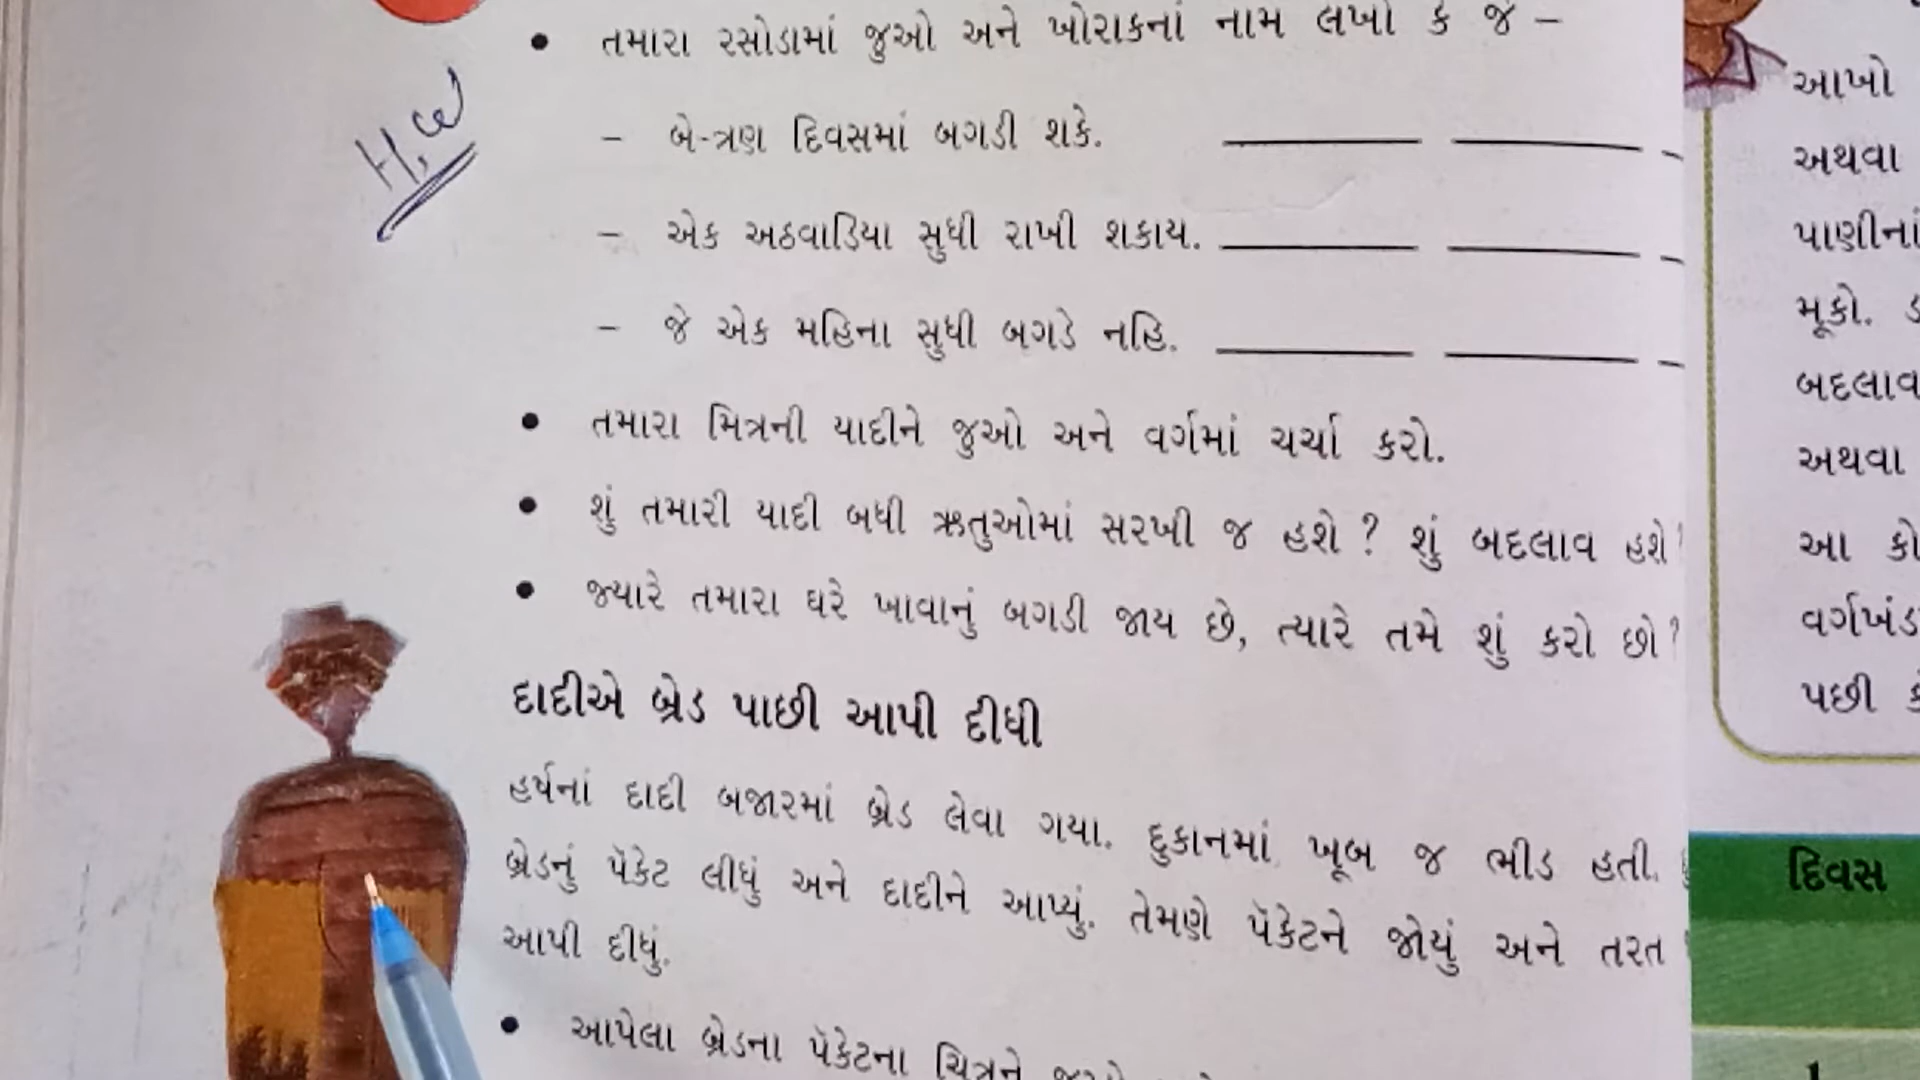 તમારા રસોડામાં જુઓ અને ખોરાકનાં નામ લખો કે જે –
H.W
– બે-ત્રણ દિવસમાં બગડી શકે.
– એક અઠવાડિયા સુધી રાખી શકાય.
– જે એક મહિના સુધી બગડે નહિ.
• તમારા મિત્રની યાદીને જુઓ અને વર્ગમાં ચર્ચા કરો.
• શું તમારી યાદી બધી ઋતુઓમાં સરખી જ હશે ? શું બદલાવ હશે ?
• જ્યારે તમારા ઘરે ખાવાનું બગડી જાય છે, ત્યારે તમે શું કરો છો ?
દાદીએ બ્રેડ પાછી આપી દીધી
હર્ષનાં દાદી બજારમાં બ્રેડ લેવા ગયા. દુકાનમાં ખૂબ જ ભીડ હતી.
બ્રેડનું પૅકેટ લીધું અને દાદીને આપ્યું. તેમણે પૅકેટને જોયું અને તરત
આપી દીધું.
• આપેલા બ્રેડના પૅકેટના ચિત્રને
આખો
અથવા
પાણીનાં
મૂકો.
બદલાવ
અથવા
આ
વર્ગખંડ
પછી
દિવસ